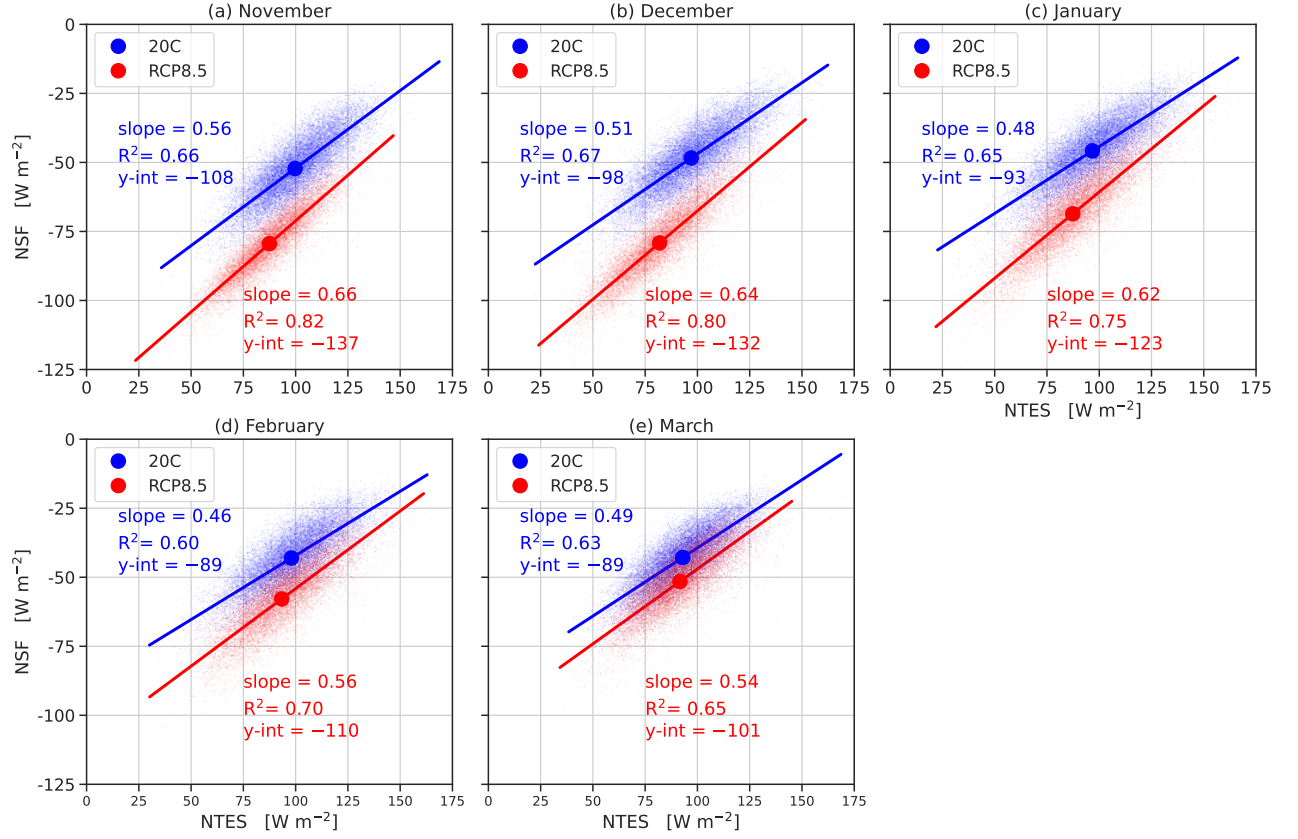 (a) November
(b) December
(c) January
-0
-25
-50
-75
-100
-125
NSF [W m⁻²]
20C
RCP8.5
slope = 0.56
R²= 0.66
y-int = −108
slope = 0.66
R²= 0.82
y-int = −137
0 25 50 75 100 125 150 175
20C
RCP8.5
slope = 0.51
R²= 0.67
y-int = −98
slope = 0.64
R²= 0.80
y-int = −132
0 25 50 75 100 125 150 175
20C
RCP8.5
slope = 0.48
R²= 0.65
y-int = −93
slope = 0.62
R²= 0.75
y-int = −123
0 25 50 75 100 125 150 175
NTES [W m⁻²]
(d) February
(e) March
0
-25
-50
-75
-100
-125
NSF [W m⁻²]
20C
RCP8.5
slope = 0.46
R²= 0.60
y-int = −89
slope = 0.56
R²= 0.70
y-int = −110
0 25 50 75 100 125 150 175
NTES [W m⁻²]
20C
RCP8.5
slope = 0.49
R²= 0.63
y-int = −89
slope = 0.54
R²= 0.65
y-int = −101
0 25 50 75 100 125 150 175
NTES [W m⁻²]